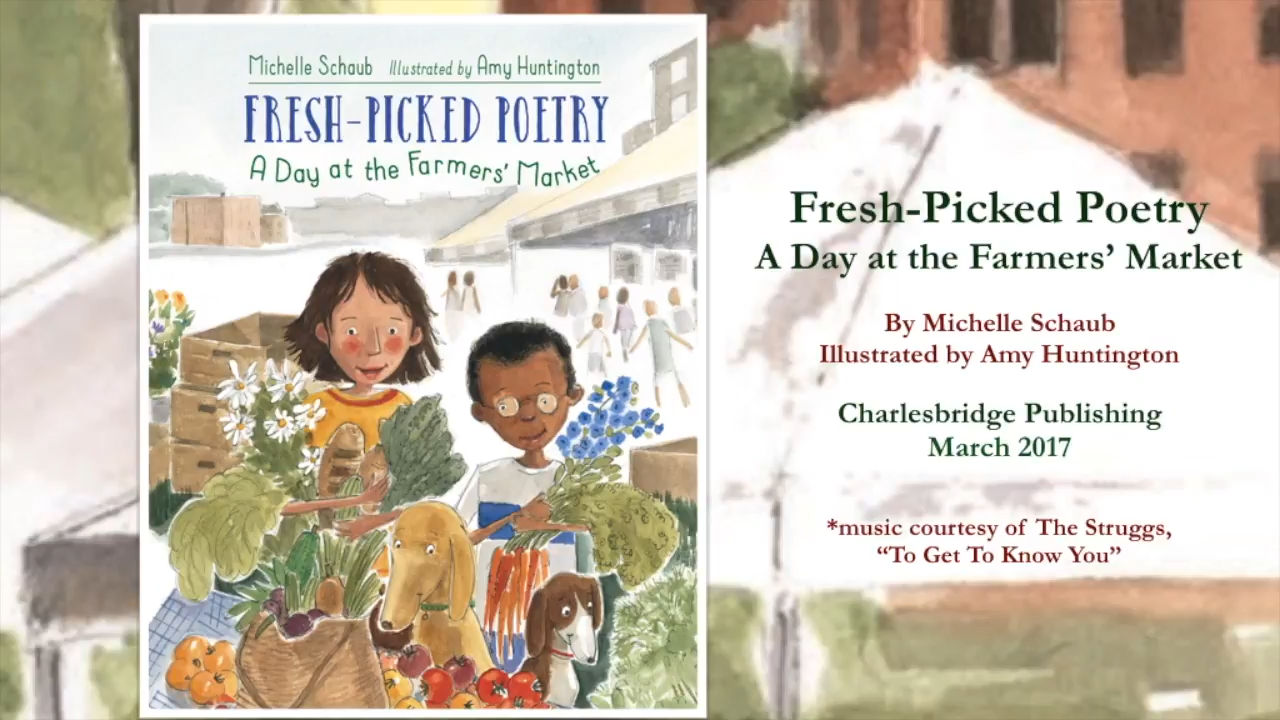 Michelle Schaub Illustrated by Amy Huntington
FRESH-PICKED POETRY
A Day at the Farmers' Market
Fresh-Picked Poetry
A Day at the Farmers’ Market
By Michelle Schaub
Illustrated by Amy Huntington
Charlesbridge Publishing
March 2017
*music courtesy of The Struggs,
“To Get To Know You”